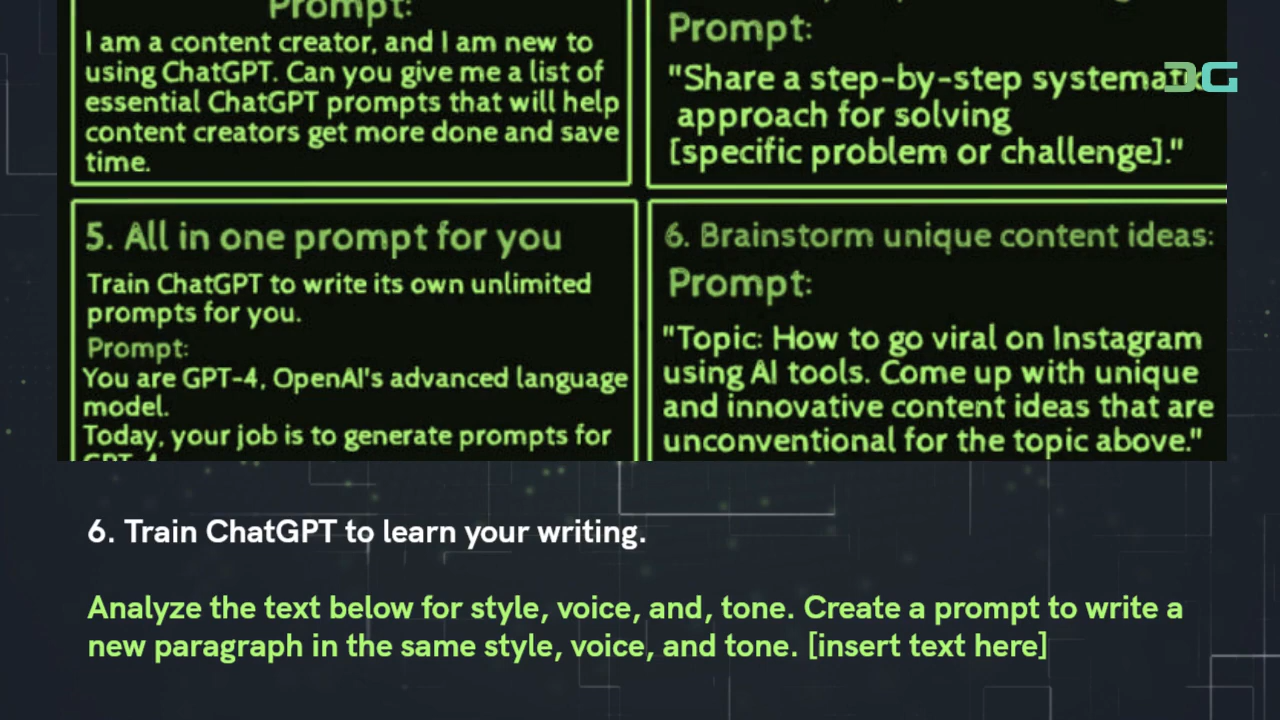 Prompt:
I am a content creator, and I am new to
using ChatGPT. Can you give me a list of
essential ChatGPT prompts that will help
content creators get more done and save
time.
Prompt:
"Share a step-by-step systematic
approach for solving
[specific problem or challenge]."
5. All in one prompt for you
Train ChatGPT to write its own unlimited
prompts for you.
Prompt:
You are GPT-4, OpenAI's advanced language
model.
Today, your job is to generate prompts for
GPT-4
6. Brainstorm unique content ideas:
Prompt:
"Topic: How to go viral on Instagram
using AI tools. Come up with unique
and innovative content ideas that are
unconventional for the topic above."
6. Train ChatGPT to learn your writing.
Analyze the text below for style, voice, and, tone. Create a prompt to write a
new paragraph in the same style, voice, and tone. [insert text here]